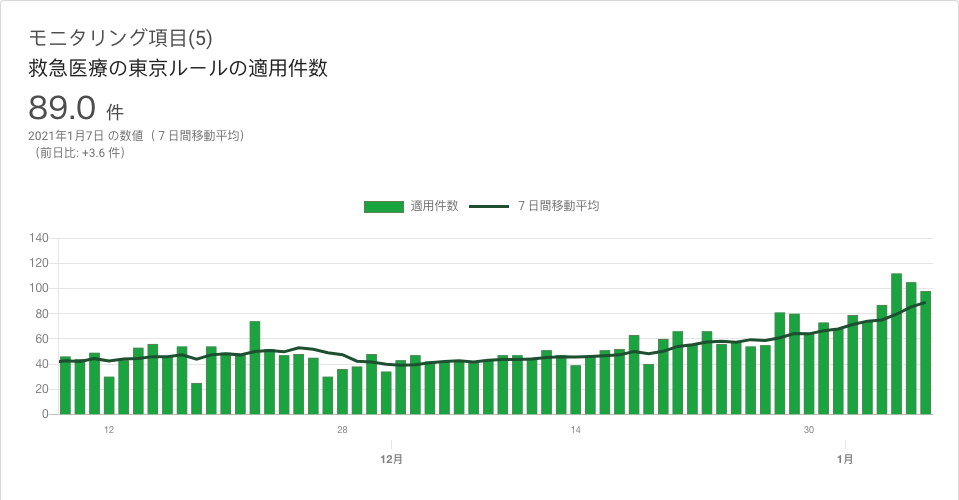 モニタリング項目(5)
救急医療の東京ルールの適用件数
89.0 件
2021年1月7日 の数値（７日間移動平均）
（前日比: +3.6 件）
適用件数 ７日間移動平均
140
120
100
80
60
40
20
0
12 28 14 30
12月 1月